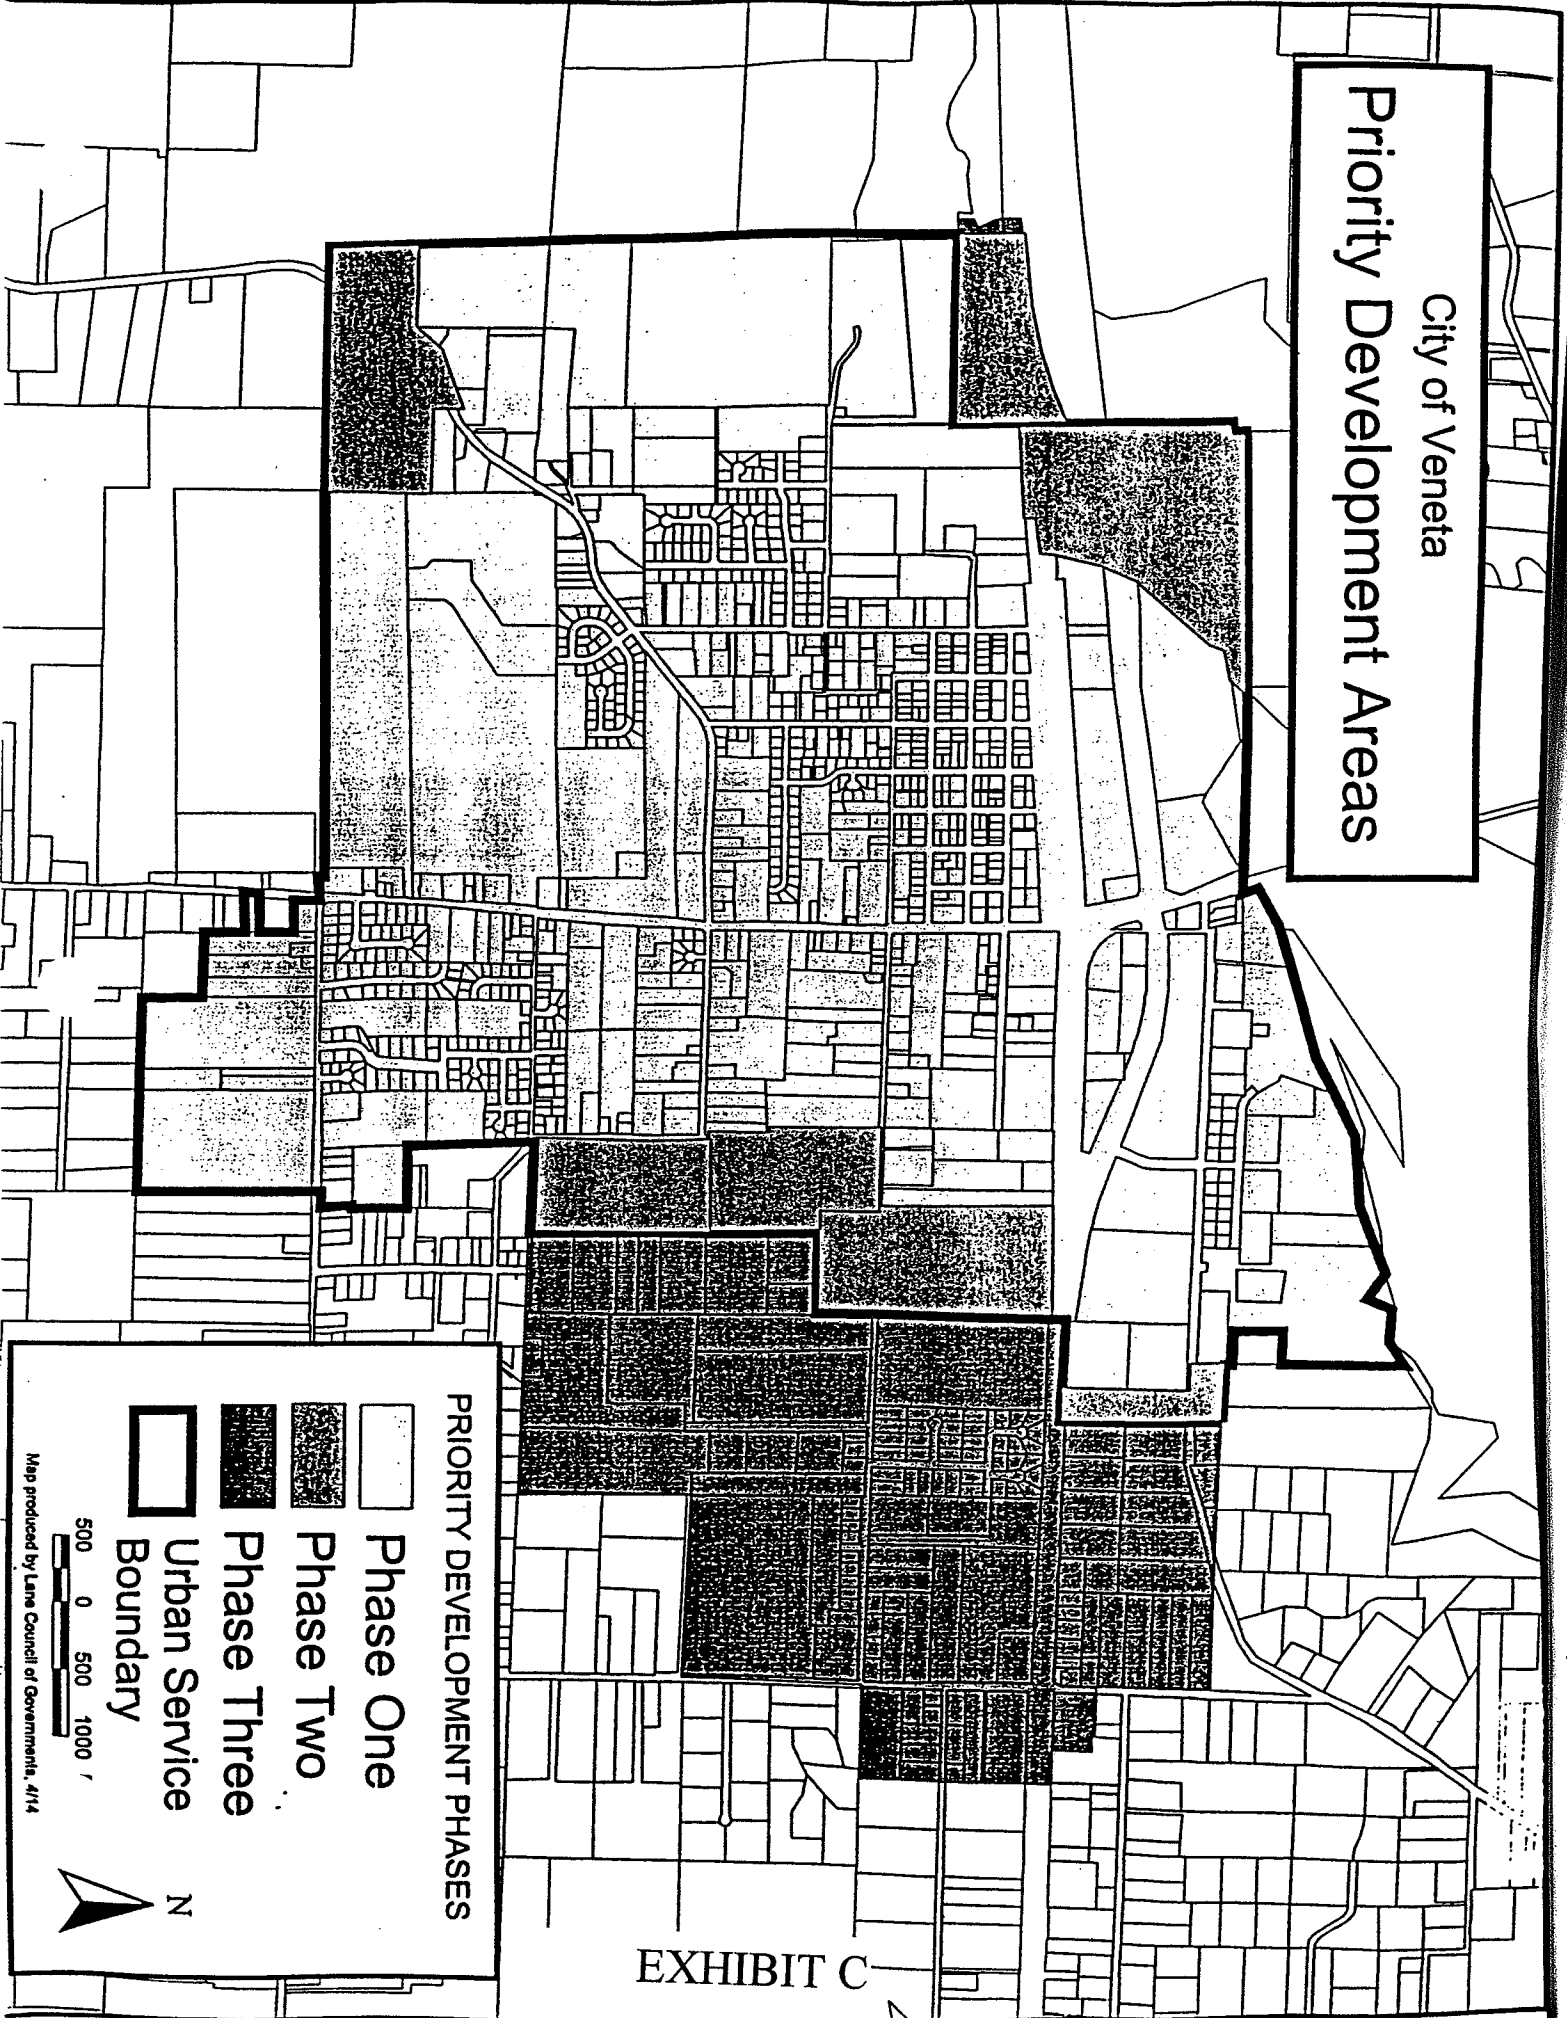 City of Veneta
Priority Development Areas
PRIORITY DEVELOPMENT PHASES
Phase One
Phase Two
Phase Three
Urban Service
Boundary
500 0 500 1000
Map produced by Lane Council of Governments, 4/14
N
EXHIBIT C